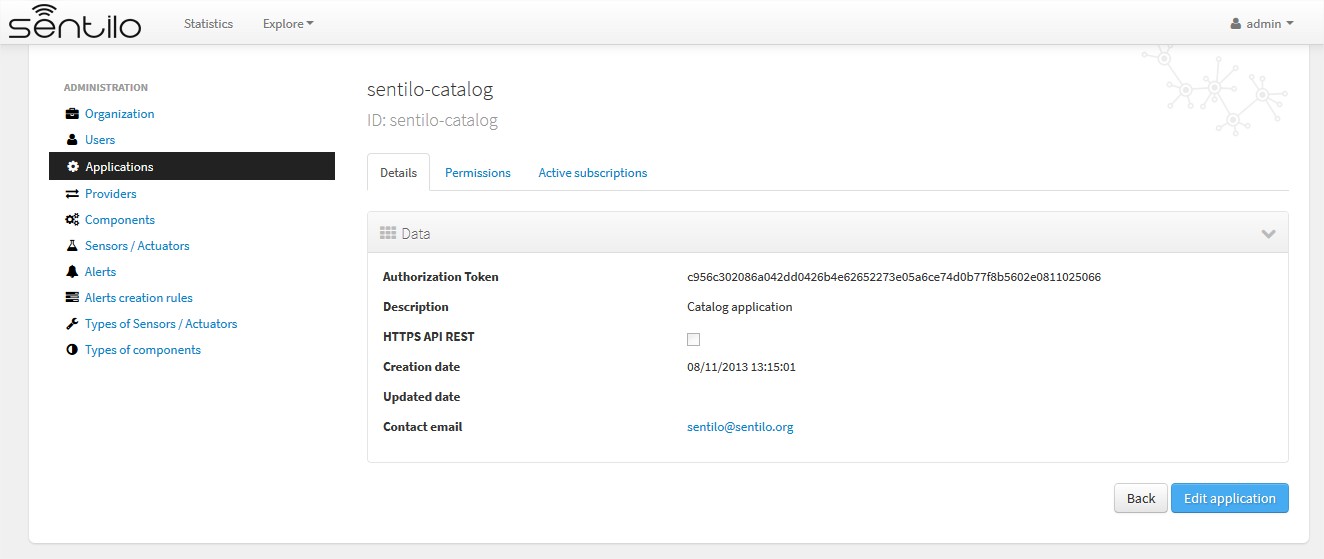 sentilo Statistics Explore admin
ADMINISTRATION
Organization
Users
Applications
Providers
Components
Sensors / Actuators
Alerts
Alerts creation rules
Types of Sensors / Actuators
Types of components
sentilo-catalog
ID: sentilo-catalog
Details Permissions Active subscriptions
Data
Authorization Token c956c302086a042dd0426b4e62652273e05a6ce74d0b77f8b5602e0811025066
Description Catalog application
HTTPS API REST
Creation date 08/11/2013 13:15:01
Updated date
Contact email sentilo@sentilo.org
Back Edit application